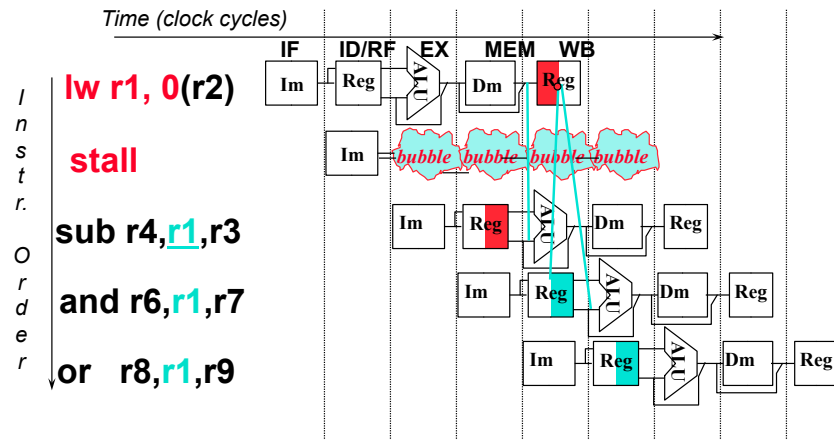 Time (clock cycles)
IF ID/RF EX MEM WB
Instr. Order
lw r1, 0(r2)
Im Reg ALU Dm Reg
stall
Im bubble bubble bubble bubble
sub r4,r1,r3
Im Reg ALU Dm Reg
and r6,r1,r7
Im Reg ALU Dm Reg
or r8,r1,r9
Im Reg ALU Dm Reg